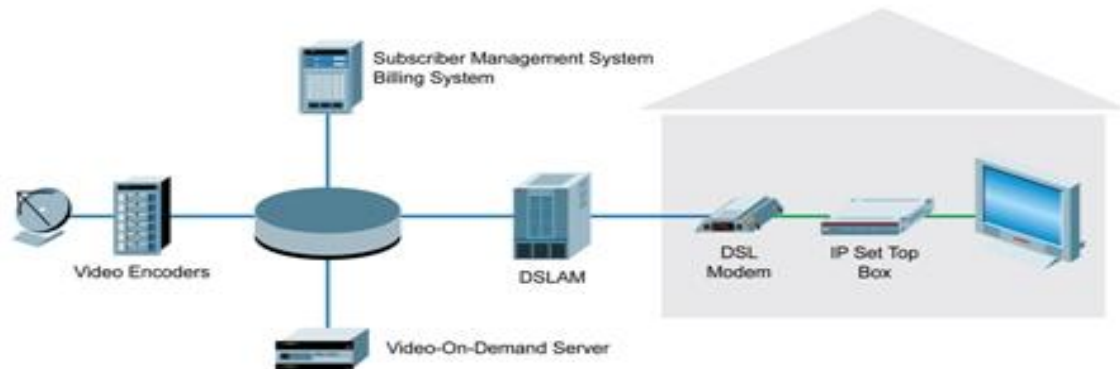 Subscriber Management System
Billing System
Video Encoders
DSLAM
DSL
Modem
IP Set Top
Box
Video-On-Demand Server